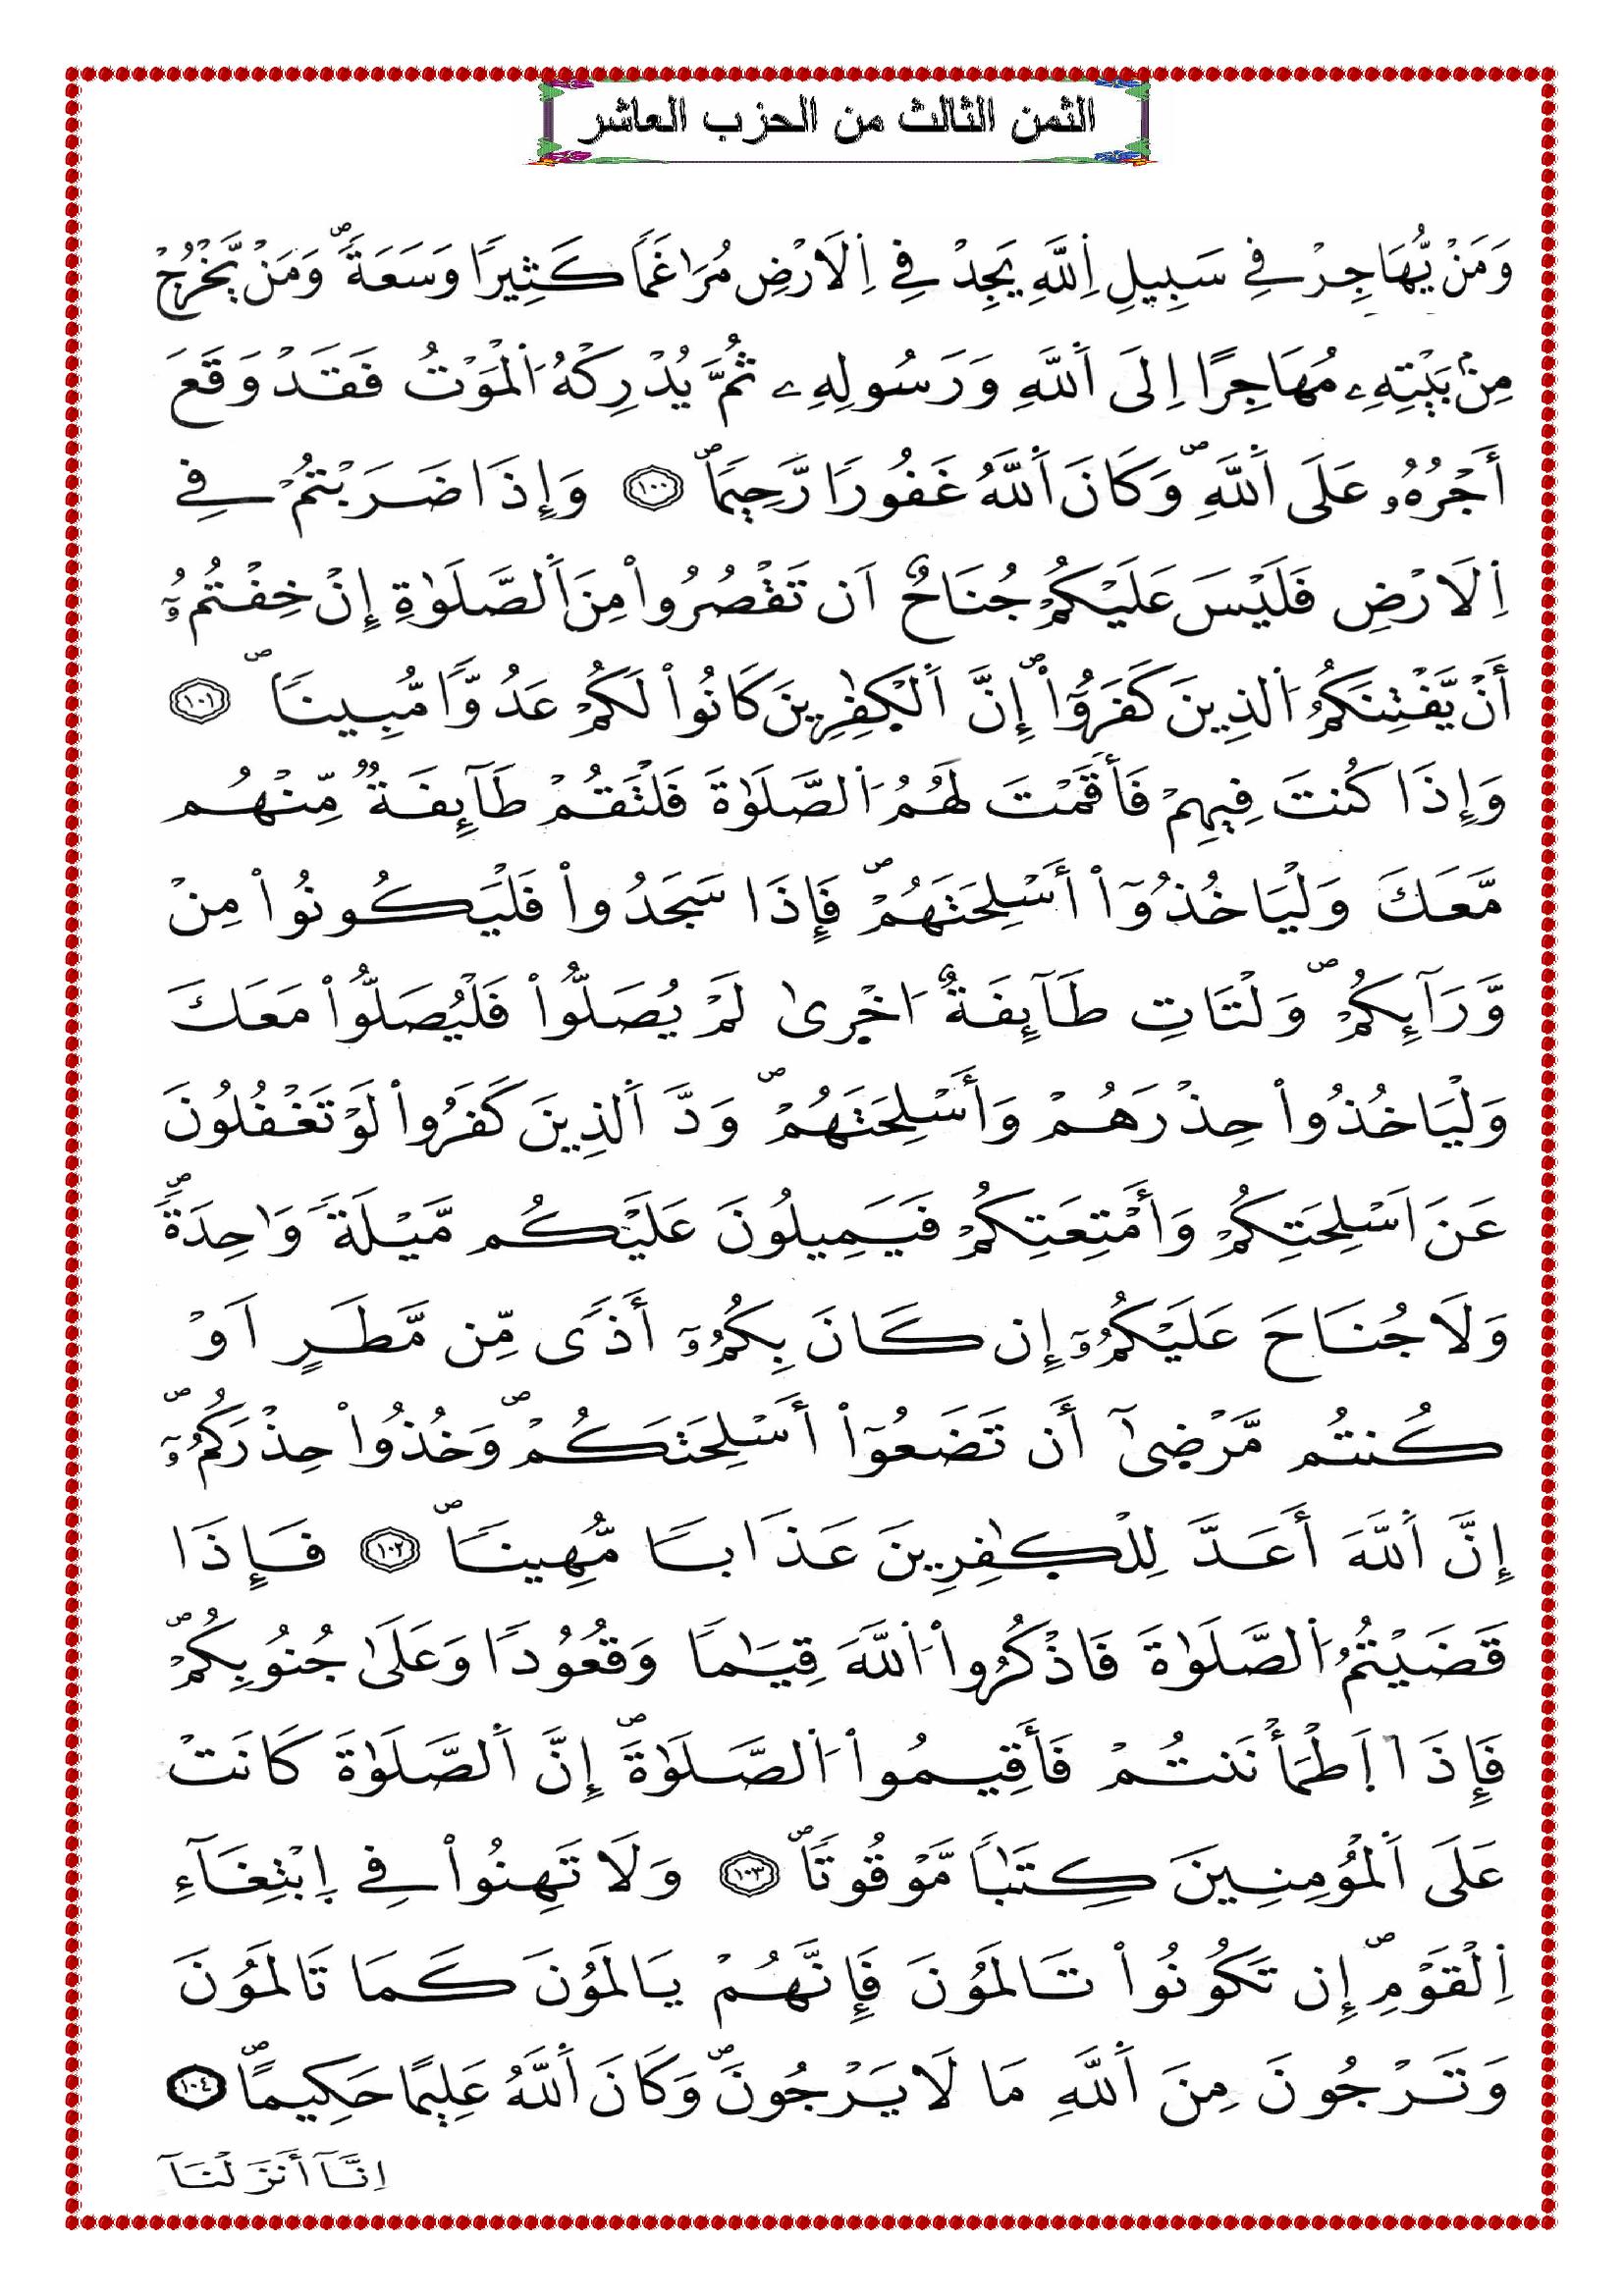 الثمن الثالث من الحزب العاشر
وَمَنْ يُّهَاجِرْ فِي سَبِيلِ اِ۬للَّهِ يَجِدْ فِي اِ۬لَارْضِ مُرَٰغَماٗ كَثِيراٗ وَسَعَةٗۖ وَمَنْ يَّخْرُجْ
مِنۢ بَيْتِهِۦ مُهَاجِراً اِلَى اَ۬للَّهِ وَرَسُولِهِۦ ثُمَّ يُدْرِكْهُ اُ۬لْمَوْتُ فَقَدْ وَقَعَ
أَجْرُهُۥ عَلَى اَ۬للَّهِۖ وَكَانَ اَ۬للَّهُ غَفُوراٗ رَّحِيماٗۖ ١٠٠ وَإِذَا ضَرَبْتُمْ فِي
اِ۬لَارْضِ فَلَيْسَ عَلَيْكُمْ جُنَاحٌ اَن تَقْصُرُواْ مِنَ اَ۬لصَّلَوٰةِ إِنْ خِفْتُمُۥٓ
أَنْ يَّفْتِنَكُمُ اُ۬لذِينَ كَفَرُوٓاْۖ إِنَّ اَ۬لْكٰفِرِينَ كَانُواْ لَكُمْ عَدُوّاٗ مُّبِيناٗۖ ١٠١
وَإِذَا كُنتَ فِيهِمْ فَأَقَمْتَ لَهُمُ اُ۬لصَّلَوٰةَ فَلْتَقُمْ طَآئِفَةٞ مِّنْهُم
مَّعَكَ وَلْيَاخُذُوٓاْ أَسْلِحَتَهُمْۖ فَإِذَا سَجَدُواْ فَلْيَكُونُواْ مِنْ
وَّرَآئِكُمْۖ وَلْتَاتِ طَآئِفَةٌ اُخْرٰى لَمْ يُصَلُّواْ فَلْيُصَلُّواْ مَعَكَ
وَلْيَاخُذُواْ حِذْرَهُمْ وَأَسْلِحَتَهُمْۖ وَدَّ اَ۬لذِينَ كَفَرُواْ لَوْ تَغْفُلُونَ
عَنَ اَسْلِحَتِكُمْ وَأَمْتِعَتِكُمْ فَيَمِيلُونَ عَلَيْكُم مَّيْلَةٗ وَٰحِدَةٗۖ
وَلَا جُنَاحَ عَلَيْكُمُۥٓ إِن كَانَ بِكُمُۥٓ أَذىٗ مِّن مَّطَرٍ اَوْ
كُنتُم مَّرْضٰىٓ أَن تَضَعُوٓاْ أَسْلِحَتَكُمْۖ وَخُذُواْ حِذْرَكُمُۥٓۖ
إِنَّ اَ۬للَّهَ أَعَدَّ لِلْكٰفِرِينَ عَذَاباٗ مُّهِيناٗۖ ١٠٢ فَإِذَا
قَضَيْتُمُ اُ۬لصَّلَوٰةَ فَاذْكُرُواْ اُ۬للَّهَ قِيَٰماٗ وَقُعُوداٗ وَعَلَىٰ جُنُوبِكُمْۖ
فَإِذَا اَ۪طْمَأْنَنتُمْ فَأَقِيمُواْ اُ۬لصَّلَوٰةَۖ إِنَّ اَ۬لصَّلَوٰةَ كَانَتْ
عَلَى اَ۬لْمُؤْمِنِينَ كِتَٰباٗ مَّوْقُوتاٗۖ ١٠٣ وَلَا تَهِنُواْ فِي اِ۪بْتِغَآءِ
اِ۬لْقَوْمِۖ إِن تَكُونُواْ تَالَمُونَ فَإِنَّهُمْ يَالَمُونَ كَمَا تَالَمُونَ
وَتَرْجُونَ مِنَ اَ۬للَّهِ مَا لَا يَرْجُونَۖ وَكَانَ اَ۬للَّهُ عَلِيماً حَكِيماًۖ ١٠٤
اِنَّآ أَنزَلْنَآ